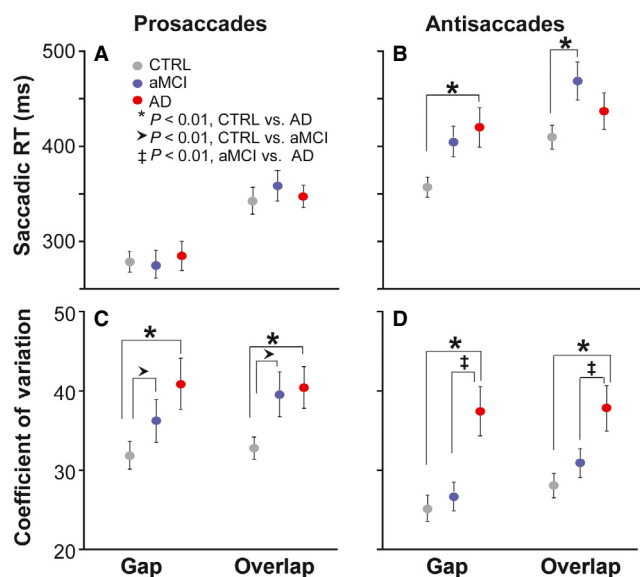 Prosaccades Antisaccades
A
CTRL
aMCI
AD
* P < 0.01, CTRL vs. AD
➤ P < 0.01, CTRL vs. aMCI
‡ P < 0.01, aMCI vs. AD
Saccadic RT (ms)
500
400
300
B
*
*
C
*
➤
*
➤
Coefficient of variation
50
40
30
20
D
*
‡
*
‡
Gap Overlap Gap Overlap